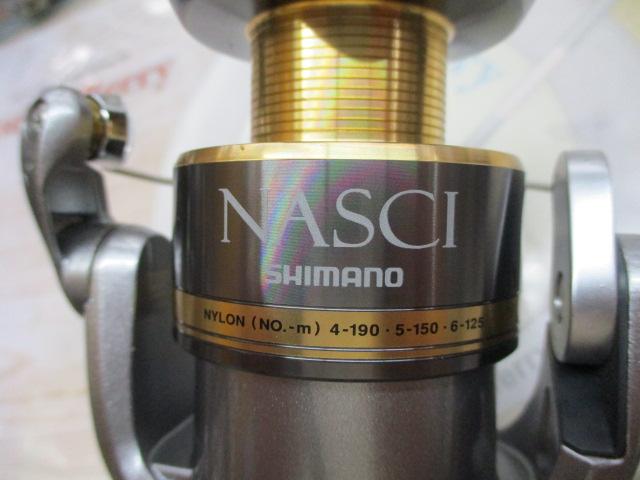 NASCI
SHIMANO
NYLON (NO.-m) 4-190 · 5-150 · 6-125